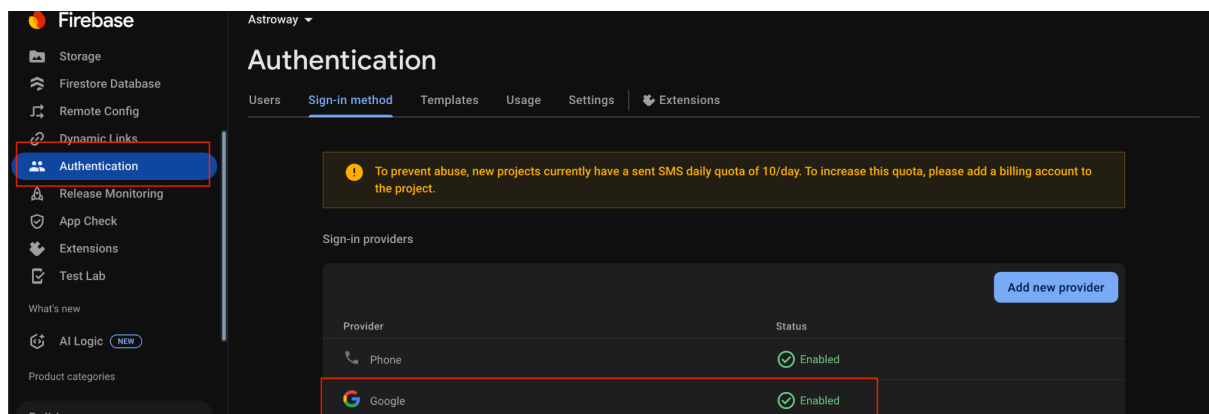 Firebase
Astroway
Storage
Firestore Database
Remote Config
Dynamic Links
Authentication
Release Monitoring
App Check
Extensions
Test Lab
What's new
AI Logic NEW
Product categories
Authentication
Users Sign-in method Templates Usage Settings Extensions
To prevent abuse, new projects currently have a sent SMS daily quota of 10/day. To increase this quota, please add a billing account to
the project.
Sign-in providers
Add new provider
Provider Status
Phone Enabled
Google Enabled